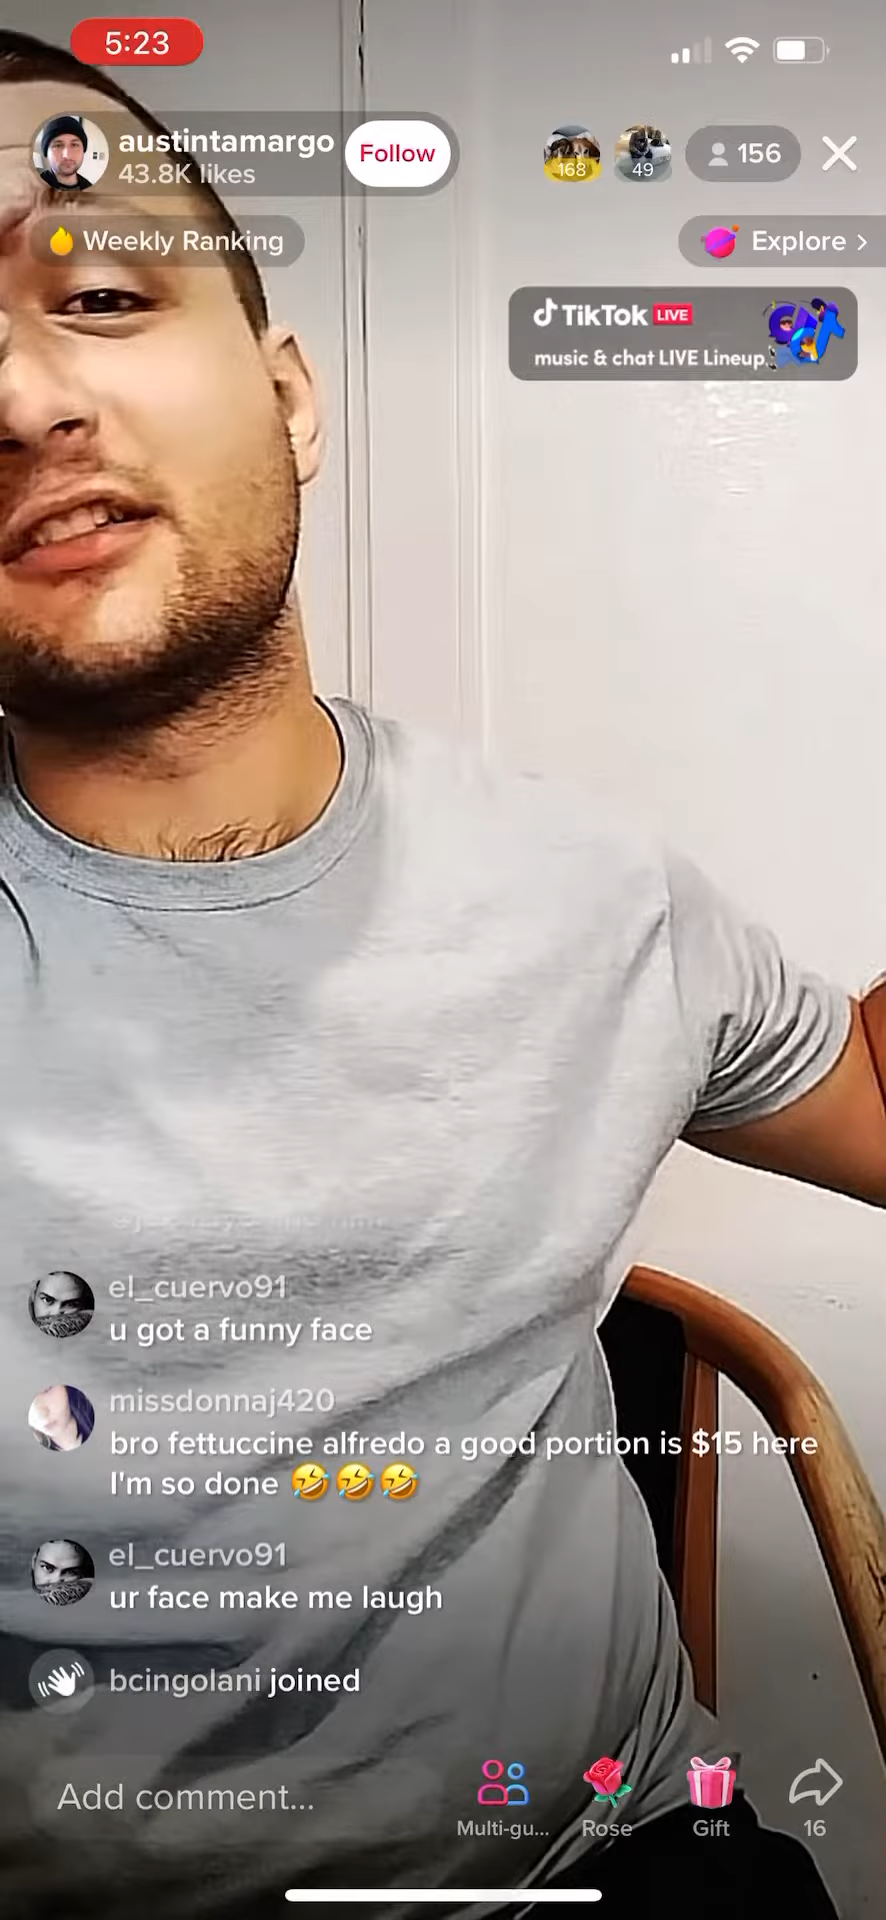 5:23
austintamargo
43.8K likes
Follow
168
49
156
Weekly Ranking
Explore >
TikTok LIVE
music & chat LIVE Lineup
el_cuervo91
u got a funny face
missdonnaj420
bro fettuccine alfredo a good portion is $15 here
I'm so done 🤣🤣🤣
el_cuervo91
ur face make me laugh
bcingolani joined
Add comment...
Multi-gu...
Rose
Gift
16